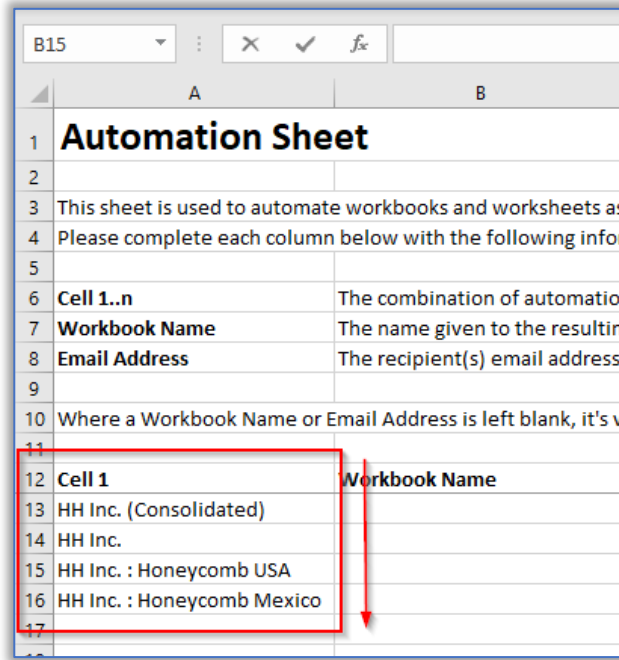 B15 fx
A B
1 Automation Sheet
2
3 This sheet is used to automate workbooks and worksheets
4 Please complete each column below with the following
5
6 Cell 1..n The combination of
7 Workbook Name The name given to the
8 Email Address The recipient(s) email address
9
10 Where a Workbook Name or Email Address is left blank, it's
11
12 Cell 1 Workbook Name
13 HH Inc. (Consolidated)
14 HH Inc.
15 HH Inc. : Honeycomb USA
16 HH Inc. : Honeycomb Mexico
17